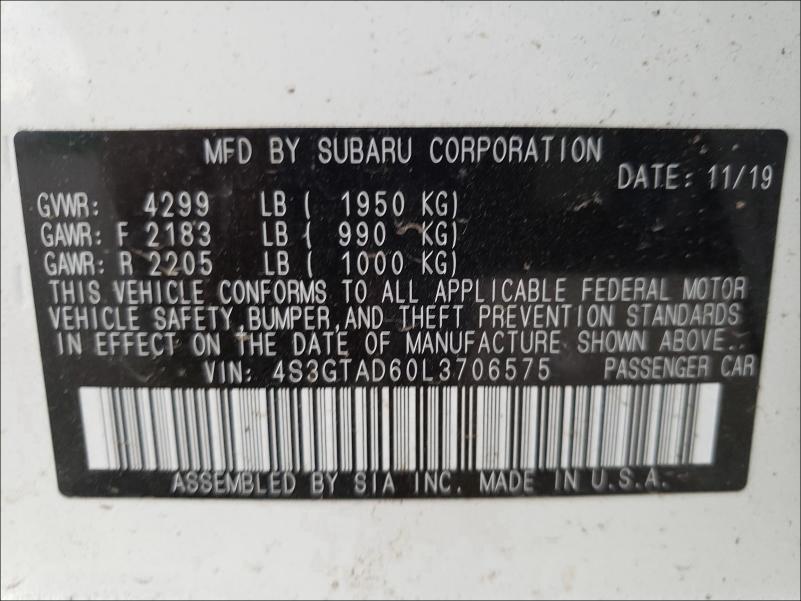 MFD BY SUBARU CORPORATION
DATE: 11/19
GVWR: 4299 LB ( 1950 KG)
GAWR: F 2183 LB ( 990 KG)
GAWR: R 2205 LB ( 1000 KG)
THIS VEHICLE CONFORMS TO ALL APPLICABLE FEDERAL MOTOR
VEHICLE SAFETY,BUMPER,AND THEFT PREVENTION STANDARDS
IN EFFECT ON THE DATE OF MANUFACTURE SHOWN ABOVE.
VIN: 4S3GTAD60L3706575 PASSENGER CAR
ASSEMBLED BY SIA INC. MADE IN U.S.A.